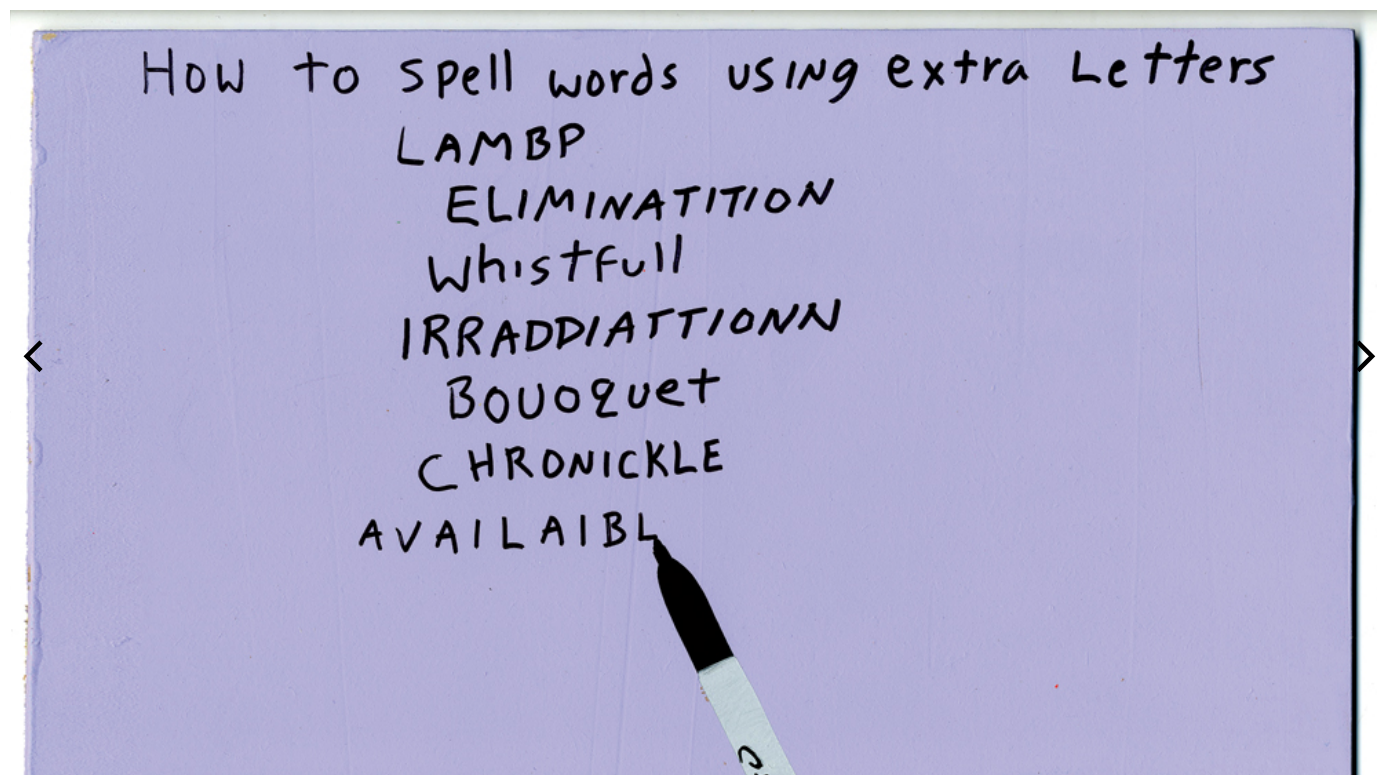 How to spell words using extra Letters
LAMBP
ELIMINATITION
Whistfull
IRRADDIATTIONN
Bouoquet
CHRONICKLE
AVAILAIBL